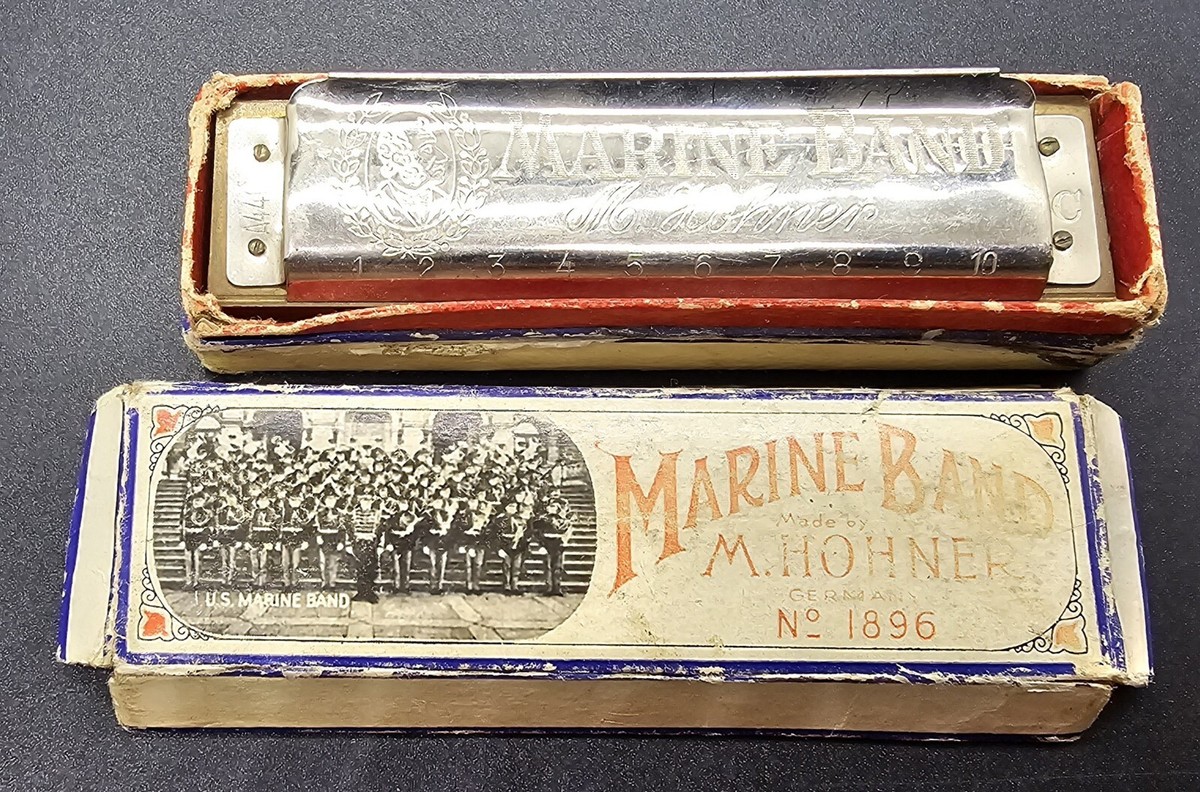 A440
MARINE BAND
M. Hohner
C
1 2 3 4 5 6 7 8 9 10
U.S. MARINE BAND
MARINE BAND
Made by
M. HOHNER
GERMANY
Nº 1896